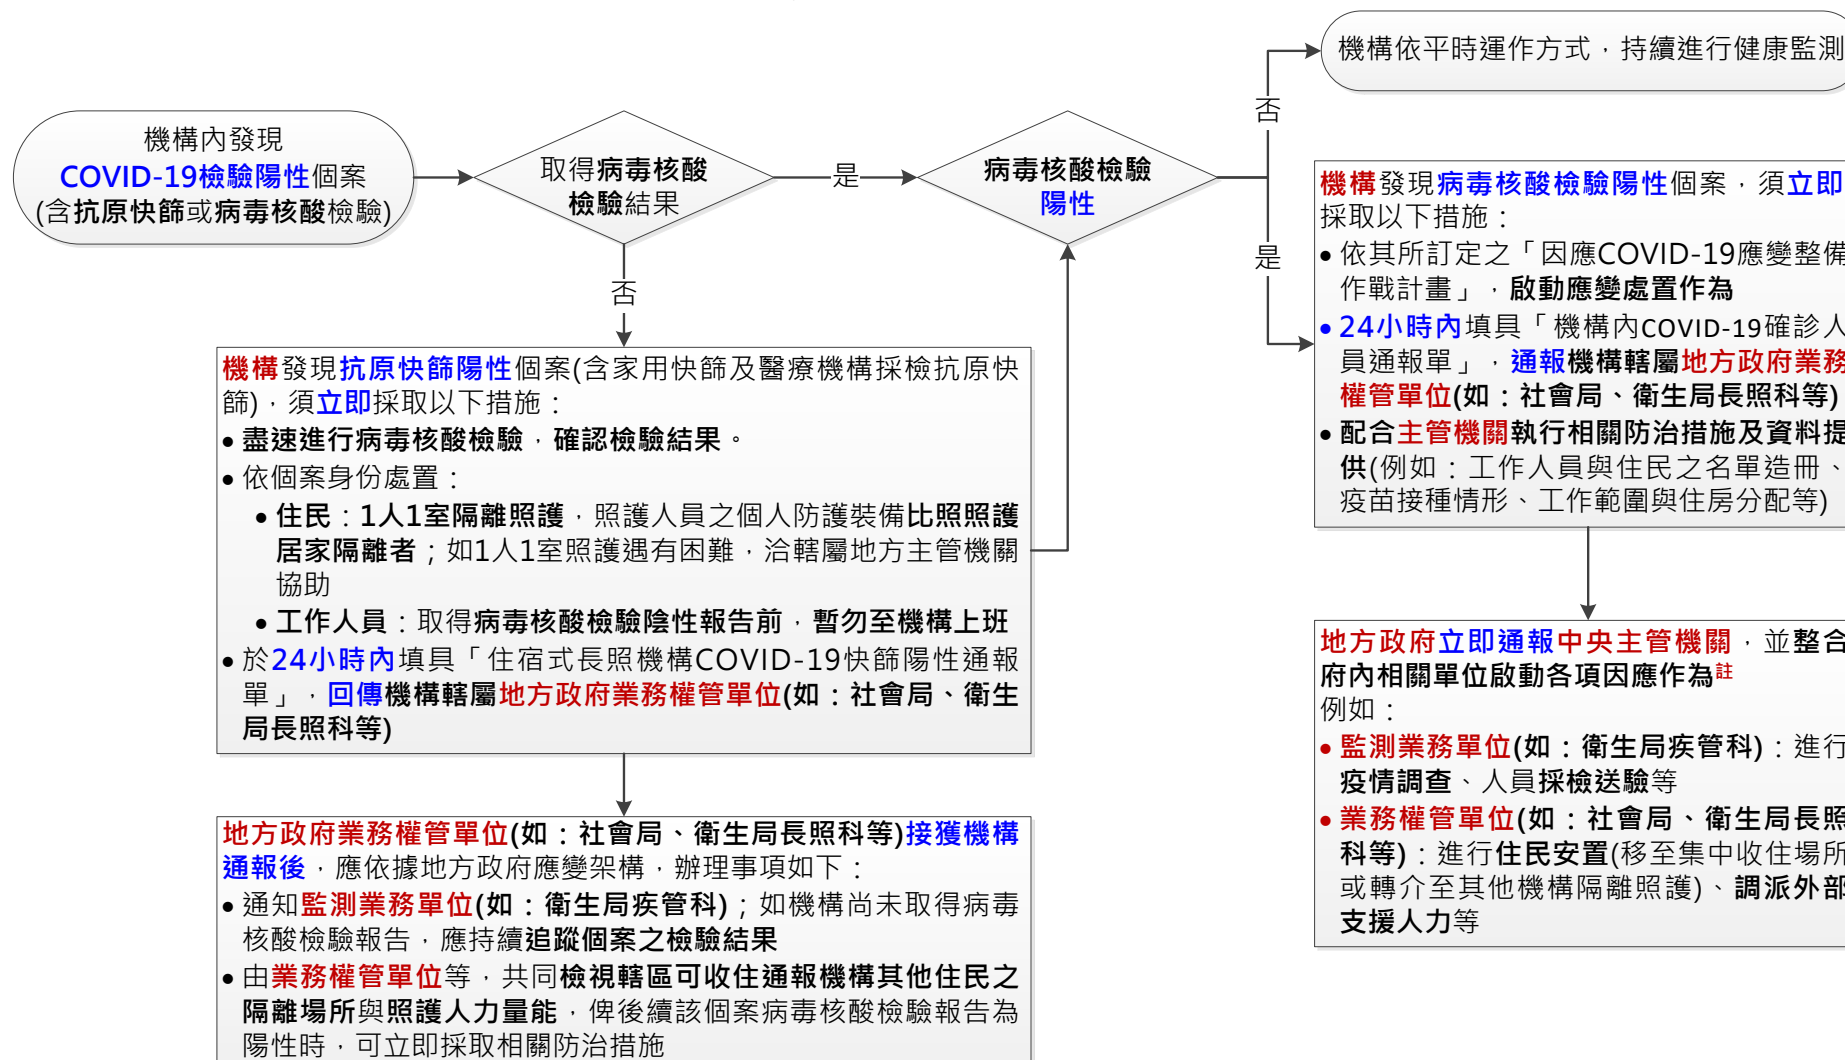 機構內發現
COVID-19檢驗陽性個案
(含抗原快篩或病毒核酸檢驗)
取得病毒核酸
檢驗結果
是
否
病毒核酸檢驗
陽性
否
是
機構依平時運作方式，持續進行健康監測
機構發現抗原快篩陽性個案(含家用快篩及醫療機構採檢抗原快
篩)，須立即採取以下措施：
•盡速進行病毒核酸檢驗，確認檢驗結果。
•依個案身份處置：
•住民：1人1室隔離照護，照護人員之個人防護裝備比照照護
居家隔離者；如1人1室照護遇有困難，洽轄屬地方主管機關
協助
•工作人員：取得病毒核酸檢驗陰性報告前，暫勿至機構上班
•於24小時內填具「住宿式長照機構COVID-19快篩陽性通報
單」，回傳機構轄屬地方政府業務權管單位(如：社會局、衛生
局長照科等)
地方政府業務權管單位(如：社會局、衛生局長照科等)接獲機構
通報後，應依據地方政府應變架構，辦理事項如下：
•通知監測業務單位(如：衛生局疾管科)；如機構尚未取得病毒
核酸檢驗報告，應持續追蹤個案之檢驗結果
•由業務權管單位等，共同檢視轄區可收住通報機構其他住民之
隔離場所與照護人力量能，俾後續該個案病毒核酸檢驗報告為
陽性時，可立即採取相關防治措施
機構發現病毒核酸檢驗陽性個案，須立即
採取以下措施：
•依其所訂定之「因應COVID-19應變整備
作戰計畫」，啟動應變處置作為
•24小時內填具「機構內COVID-19確診人
員通報單」，通報機構轄屬地方政府業務
權管單位(如：社會局、衛生局長照科等)
•配合主管機關執行相關防治措施及資料提
供(例如：工作人員與住民之名單造冊、
疫苗接種情形、工作範圍與住房分配等)
地方政府立即通報中央主管機關，並整合
府內相關單位啟動各項因應作為註
例如：
•監測業務單位(如：衛生局疾管科)：進行
疫情調查、人員採檢送驗等
•業務權管單位(如：社會局、衛生局長照
科等)：進行住民安置(移至集中收住場所
或轉介至其他機構隔離照護)、調派外部
支援人力等